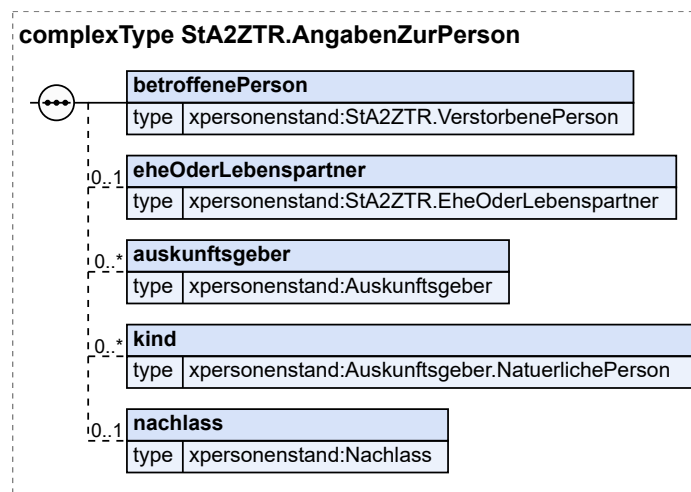 complexType StA2ZTR.AngabenZurPerson
betroffenePerson
type xpersonenstand:StA2ZTR.VerstorbenePerson
0..1
eheOderLebenspartner
type xpersonenstand:StA2ZTR.EheOderLebenspartner
0..*
auskunftsgeber
type xpersonenstand:Auskunftsgeber
0..*
kind
type xpersonenstand:Auskunftsgeber.NatuerlichePerson
0..1
nachlass
type xpersonenstand:Nachlass